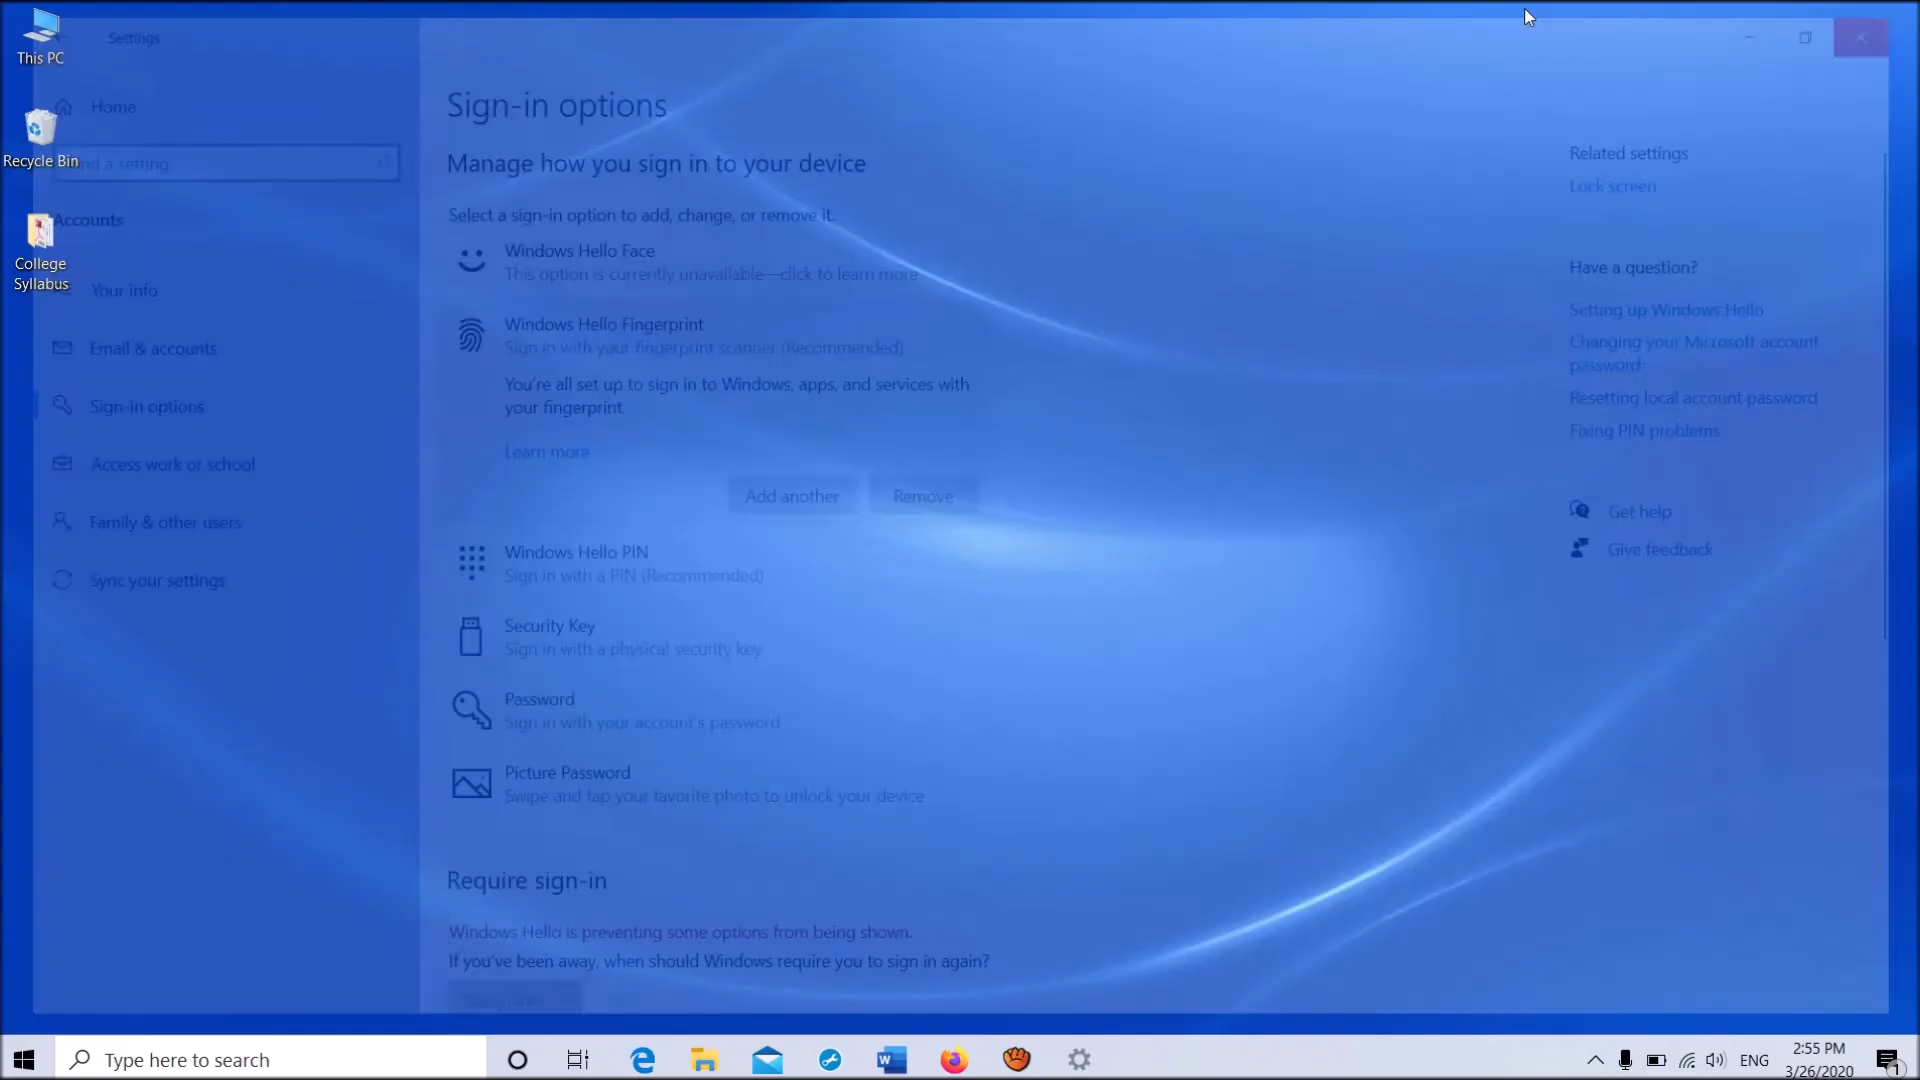 This PC
Recycle Bin
College
Syllabus
Settings
Home
a setting
Accounts
Your info
Email & accounts
Sign-in options
Access work or school
Family & other users
Sync your settings
Sign-in options
Manage how you sign in to your device
Select a sign-in option to add, change, or remove it.
Windows Hello Face
This option is currently unavailable—click to learn more
Windows Hello Fingerprint
Sign in with your fingerprint scanner (Recommended)
You're all set up to sign in to Windows, apps, and services with
your fingerprint.
Learn more
Add another
Remove
Windows Hello PIN
Sign in with a PIN (Recommended)
Security Key
Sign in with a physical security key
Password
Sign in with your account's password
Picture Password
Swipe and tap your favorite photo to unlock your device
Require sign-in
Windows Hello is preventing some options from being shown.
If you've been away, when should Windows require you to sign in again?
Related settings
Lock screen
Have a question?
Setting up Windows Hello
Changing your Microsoft account
password
Resetting local account password
Fixing PIN problems
Get help
Give feedback
Type here to search
ENG
2:55 PM
3/26/2020
1